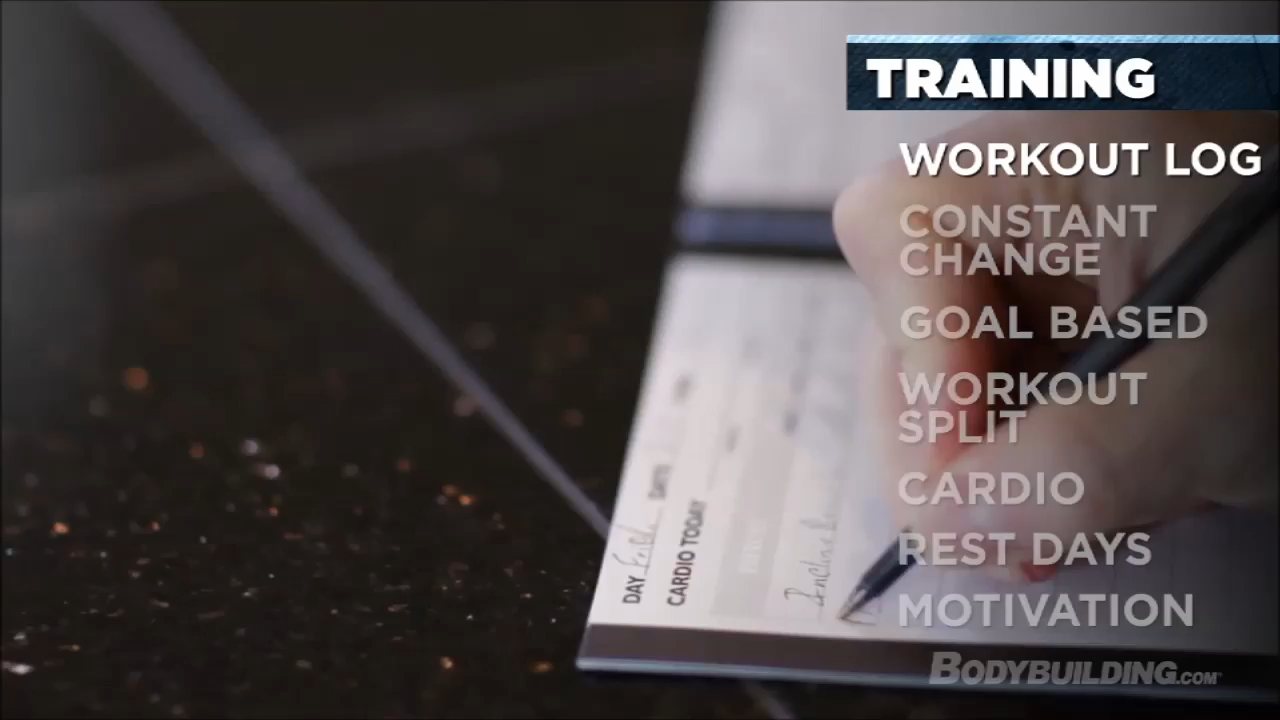 TRAINING
WORKOUT LOG
CONSTANT
CHANGE
GOAL BASED
WORKOUT
SPLIT
CARDIO
REST DAYS
MOTIVATION
BODYBUILDING.COM
DAY DATE
CARDIO TODAY